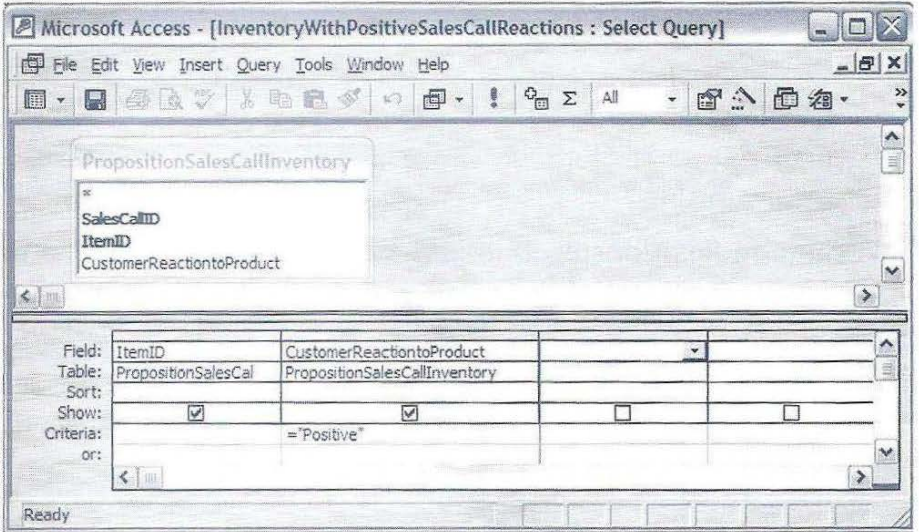 Microsoft Access - [InventoryWithPositiveSalesCallReactions : Select Query]
File Edit View Insert Query Tools Window Help
All
PropositionSalesCallInventory
*
SalesCallID
ItemID
CustomerReactiontoProduct
Field: ItemID CustomerReactiontoProduct
Table: PropositionSalesCal PropositionSalesCallInventory
Sort:
Show:
Criteria: ="Positive"
or:
Ready